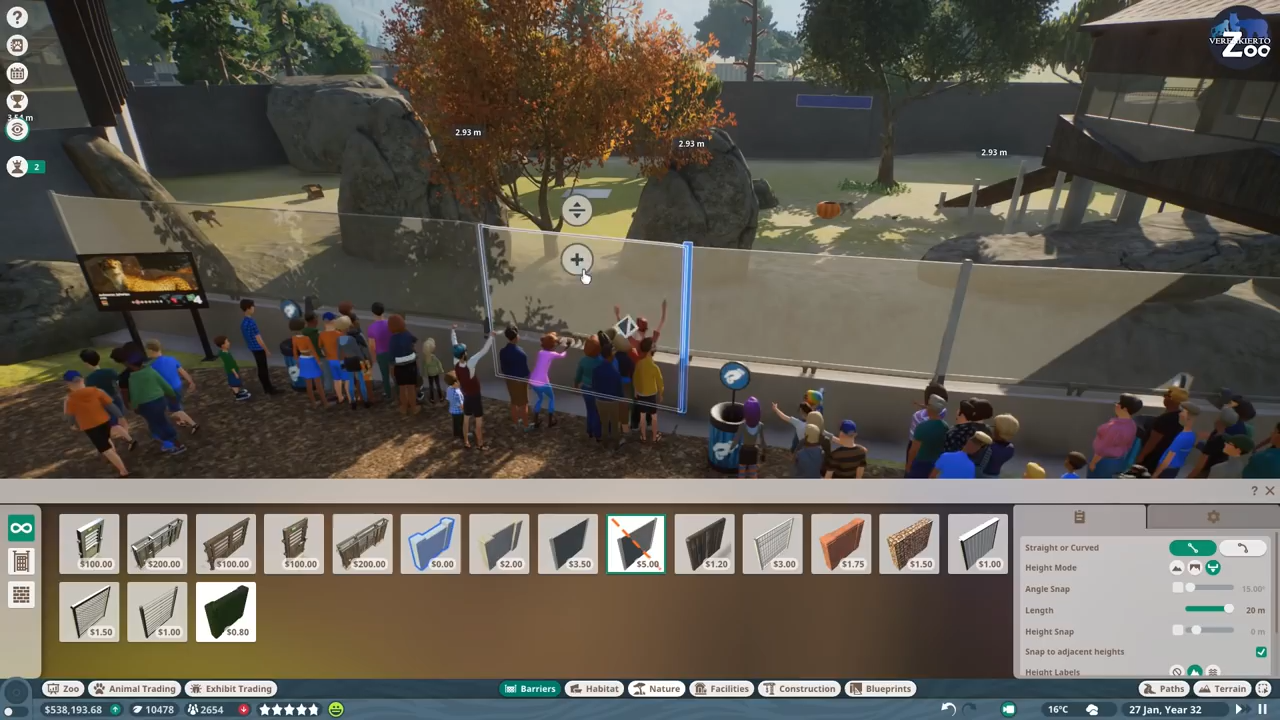 ?
VEREAKIERTO
ZOO
3.54 m
2
2.93 m
2.93 m
2.93 m
?
$100.00
$200.00
$100.00
$100.00
$200.00
$0.00
$2.00
$3.50
$5.00
$1.20
$3.00
$1.75
$1.50
$1.00
$1.50
$1.00
$0.80
Straight or Curved
Height Mode
Angle Snap 15.00°
Length 20 m
Height Snap 0 m
Snap to adjacent heights
Height Labels
Zoo Animal Trading Exhibit Trading Barriers Habitat Nature Facilities Construction Blueprints Paths Terrain
$538,193.68 10478 2654 16°C 27 Jan, Year 32